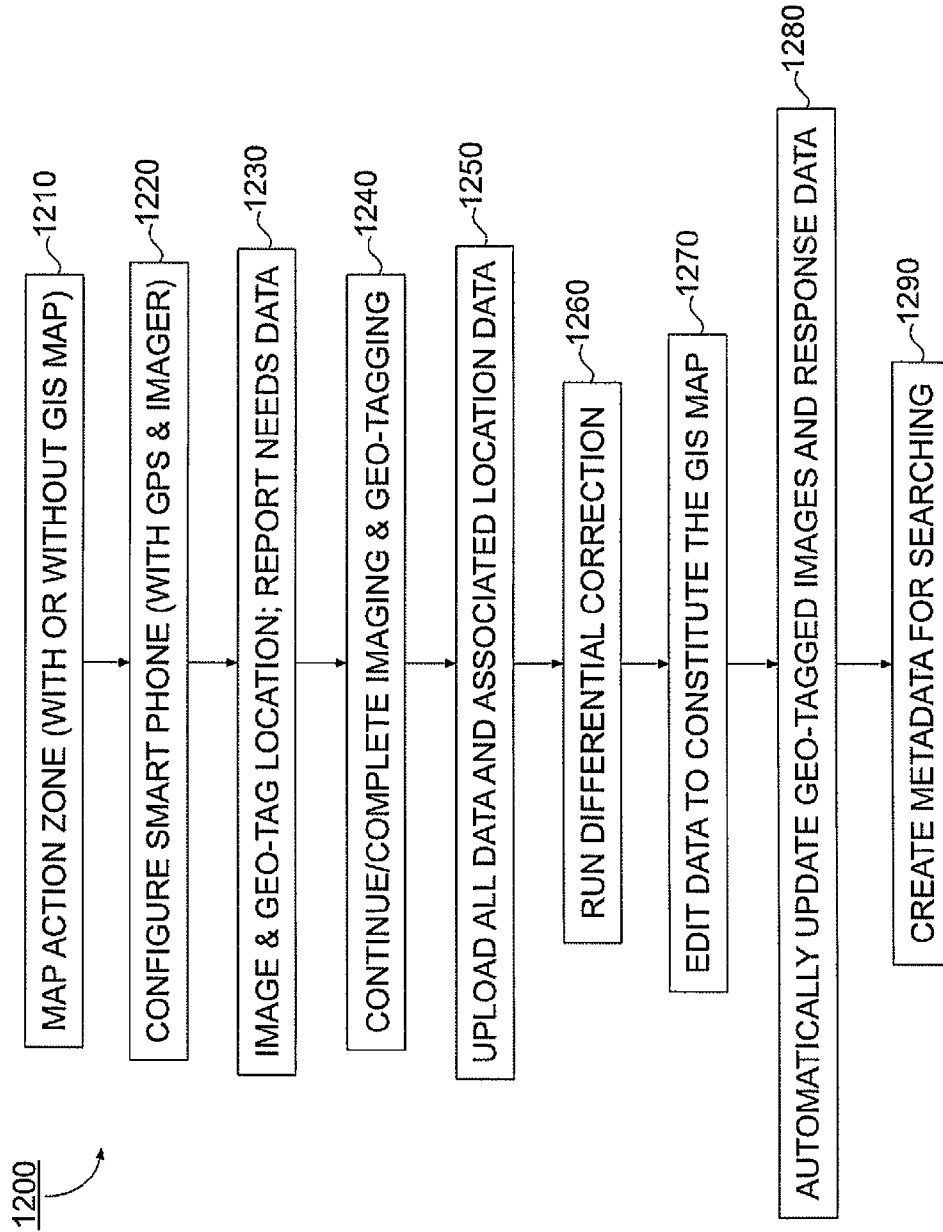 1200
MAP ACTION ZONE (WITH OR WITHOUT GIS MAP)
1210
CONFIGURE SMART PHONE (WITH GPS & IMAGER)
1220
IMAGE & GEO-TAG LOCATION; REPORT NEEDS DATA
1230
CONTINUE/COMPLETE IMAGING & GEO-TAGGING
1240
UPLOAD ALL DATA AND ASSOCIATED LOCATION DATA
1250
RUN DIFFERENTIAL CORRECTION
1260
EDIT DATA TO CONSTITUTE THE GIS MAP
1270
AUTOMATICALLY UPDATE GEO-TAGGED IMAGES AND RESPONSE DATA
1280
CREATE METADATA FOR SEARCHING
1290